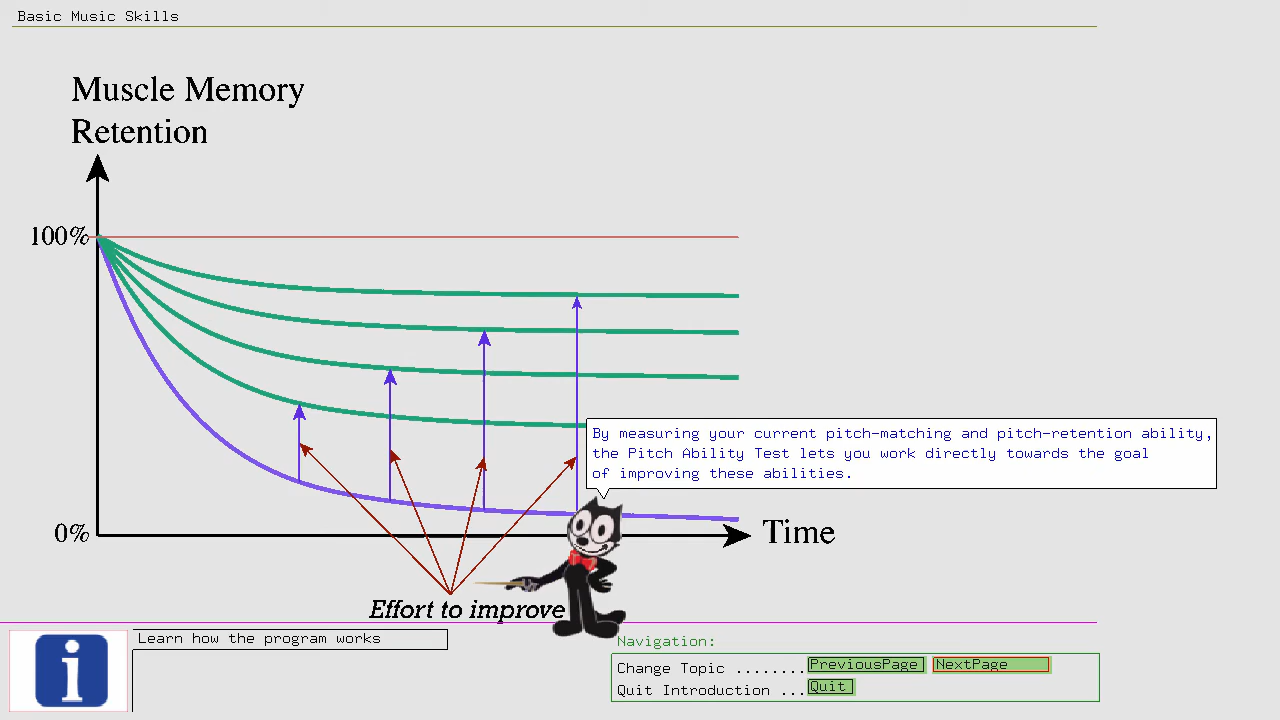 Basic Music Skills
Muscle Memory
Retention
100%
By measuring your current pitch-matching and pitch-retention ability,
the Pitch Ability Test lets you work directly towards the goal
of improving these abilities.
0%
Time
Effort to improve
i
Learn how the program works
Navigation:
Change Topic ........PreviousPage NextPage
Quit Introduction ...Quit